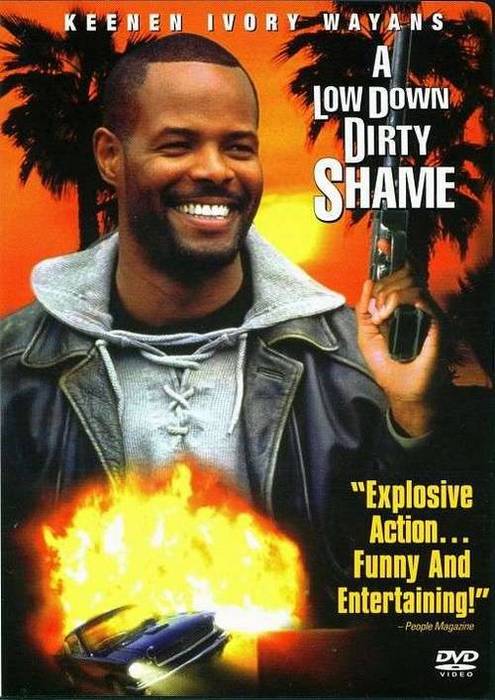 KEENEN IVORY WAYANS
A
LOW DOWN
DIRTY
SHAME
"Explosive
Action...
Funny And
Entertaining!"
– People Magazine
DVD
VIDEO